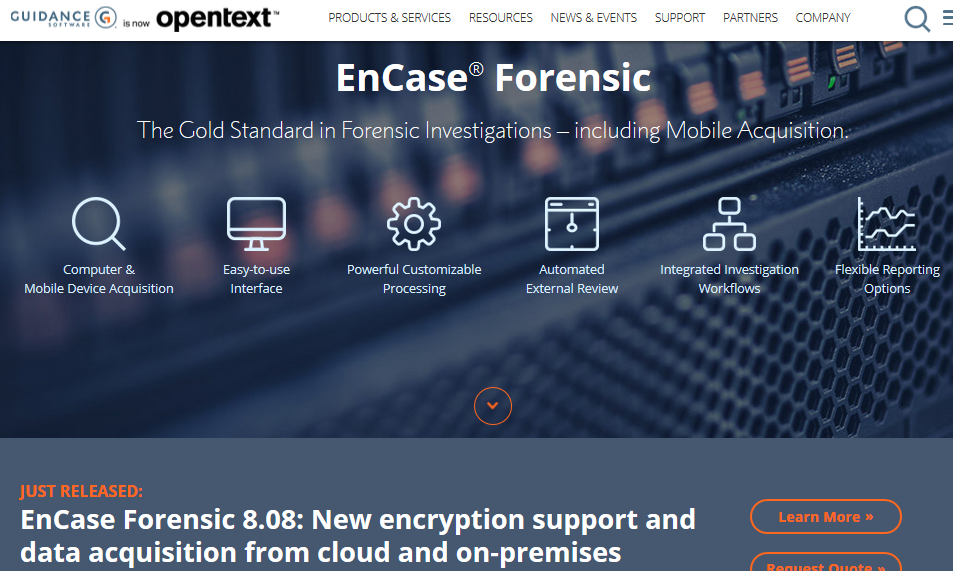 GUIDANCE SOFTWARE is now opentext™
PRODUCTS & SERVICES RESOURCES NEWS & EVENTS SUPPORT PARTNERS COMPANY
EnCase® Forensic
The Gold Standard in Forensic Investigations – including Mobile Acquisition.
Computer &
Mobile Device Acquisition
Easy-to-use
Interface
Powerful Customizable
Processing
Automated
External Review
Integrated Investigation
Workflows
Flexible Reporting
Options
JUST RELEASED:
EnCase Forensic 8.08: New encryption support and
data acquisition from cloud and on-premises
Learn More »
Request Quote »